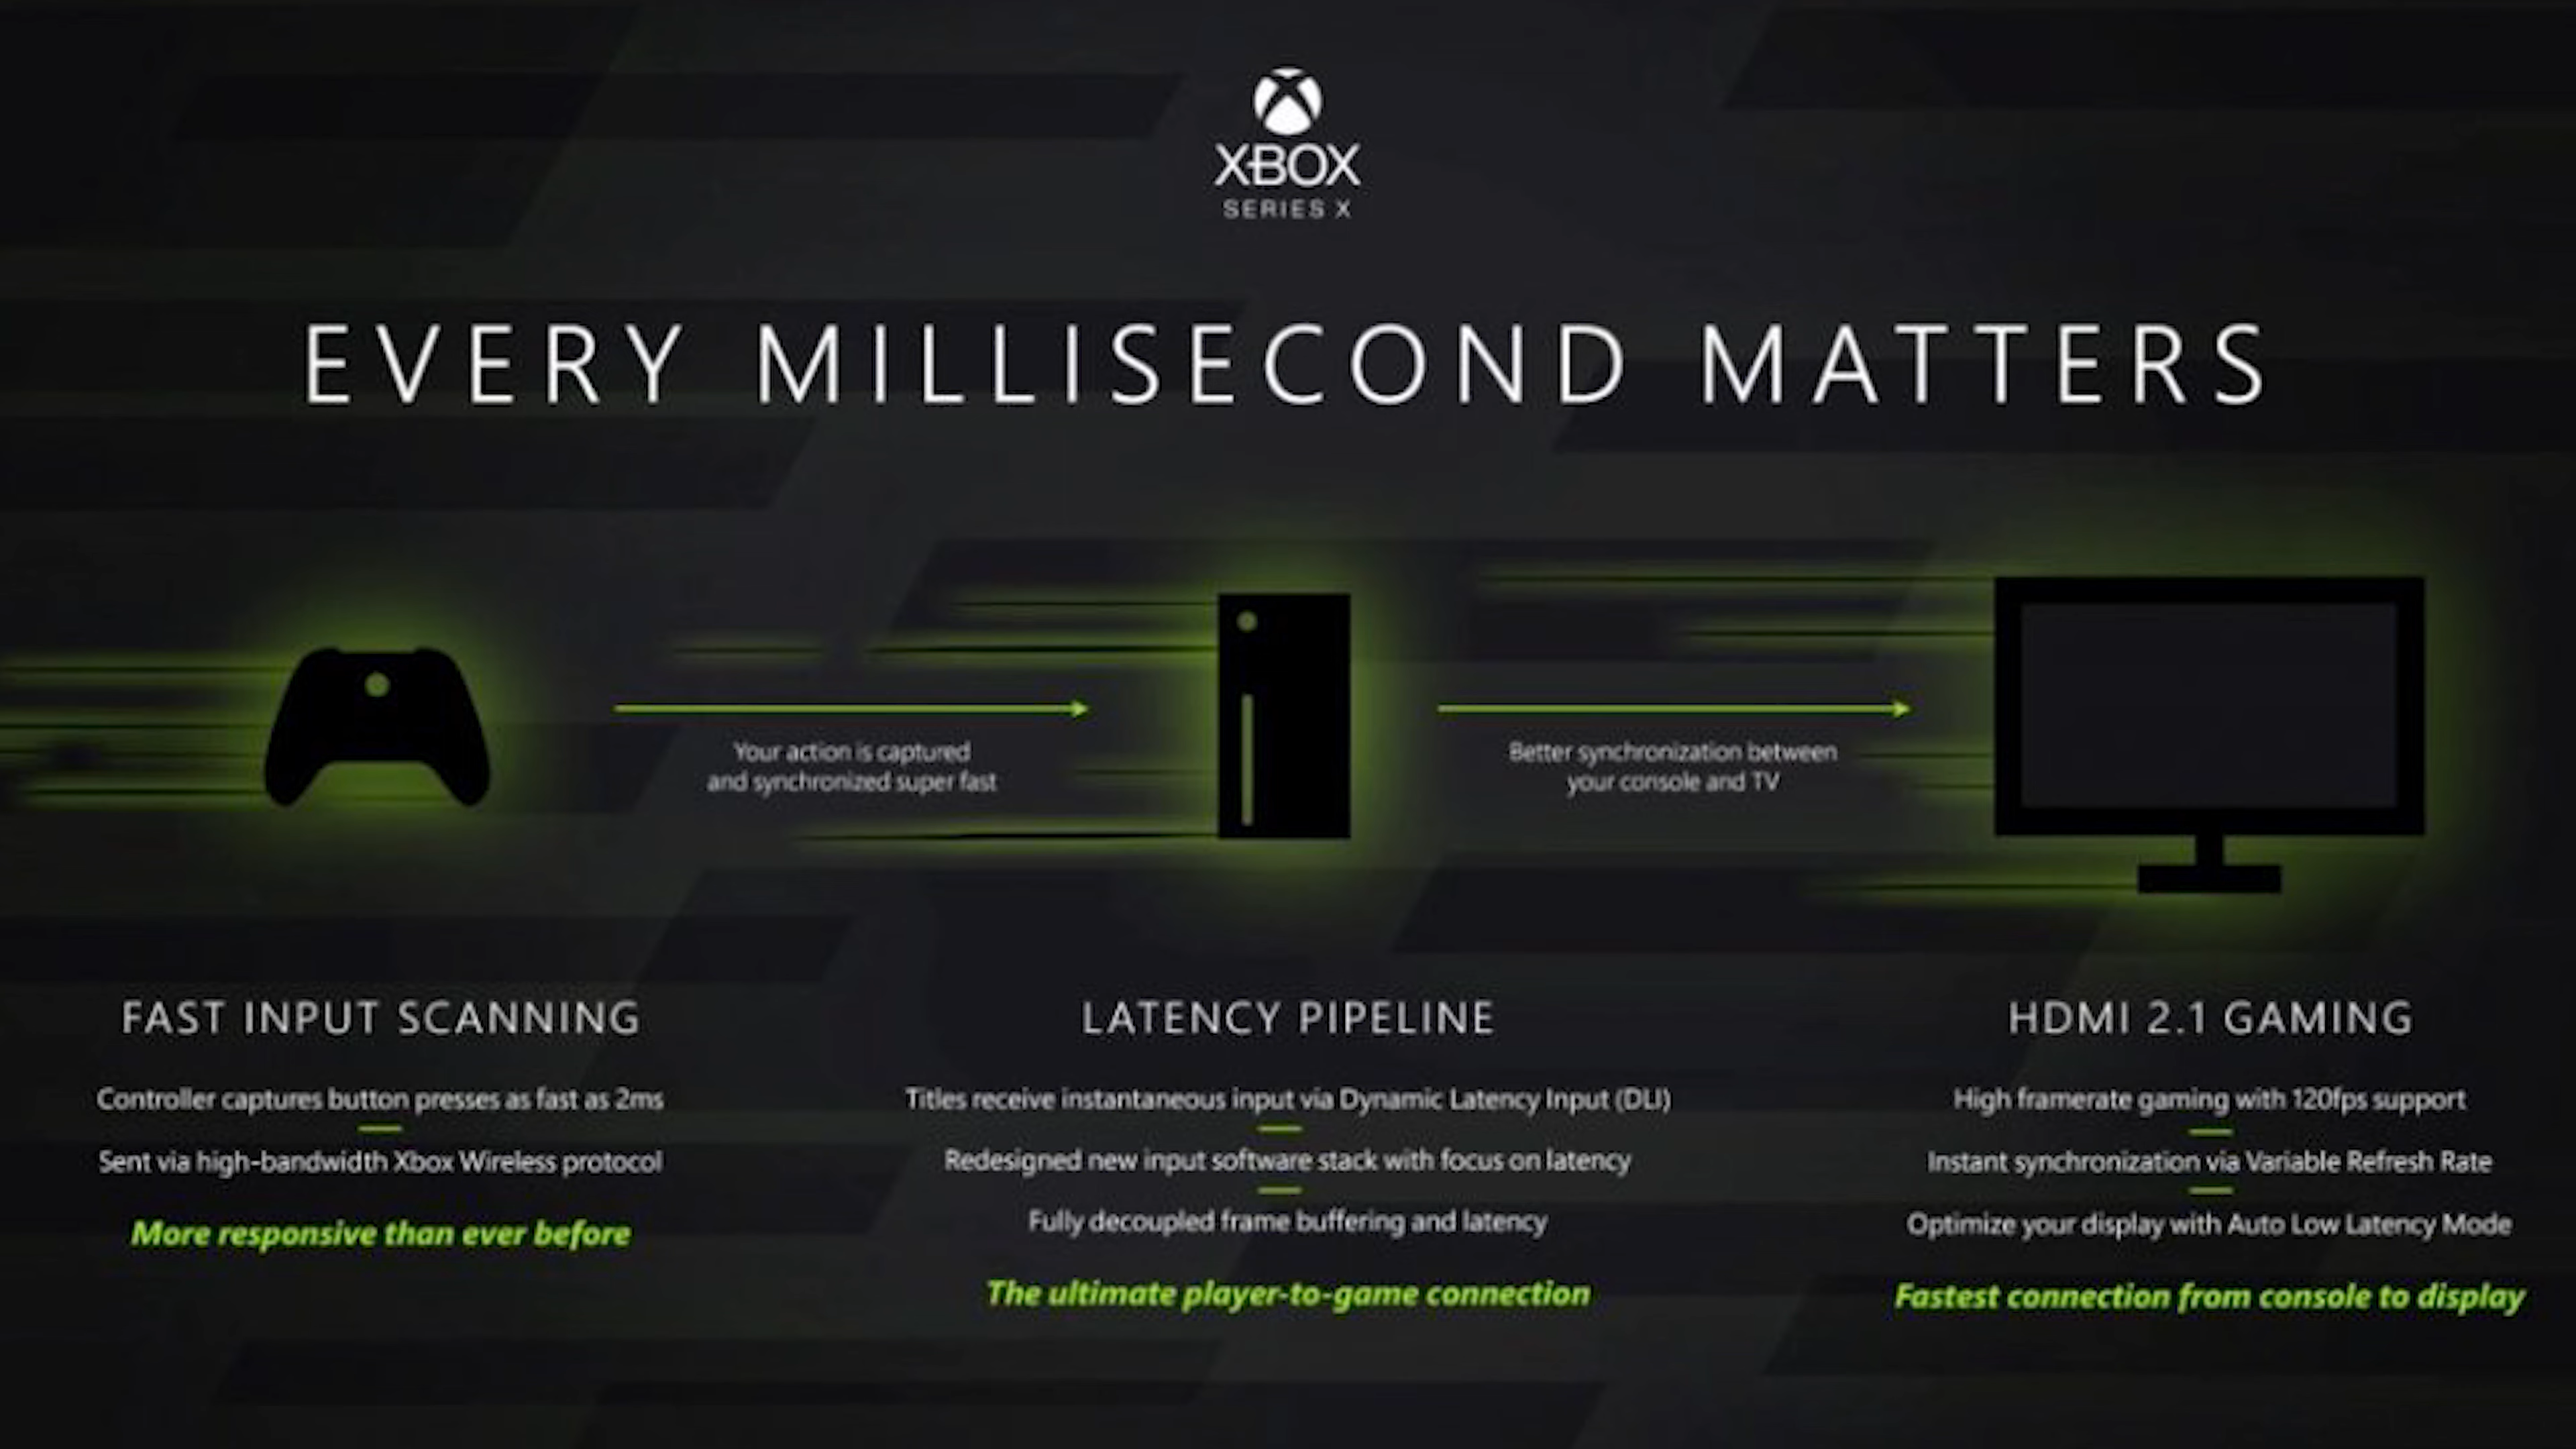 XBOX
SERIES X
EVERY MILLISECOND MATTERS
Your action is captured
and synchronized super fast
Better synchronization between
your console and TV
FAST INPUT SCANNING
Controller captures button presses as fast as 2ms
Sent via high-bandwidth Xbox Wireless protocol
More responsive than ever before
LATENCY PIPELINE
Titles receive instantaneous input via Dynamic Latency Input (DLI)
Redesigned new input software stack with focus on latency
Fully decoupled frame buffering and latency
The ultimate player-to-game connection
HDMI 2.1 GAMING
High framerate gaming with 120fps support
Instant synchronization via Variable Refresh Rate
Optimize your display with Auto Low Latency Mode
Fastest connection from console to display